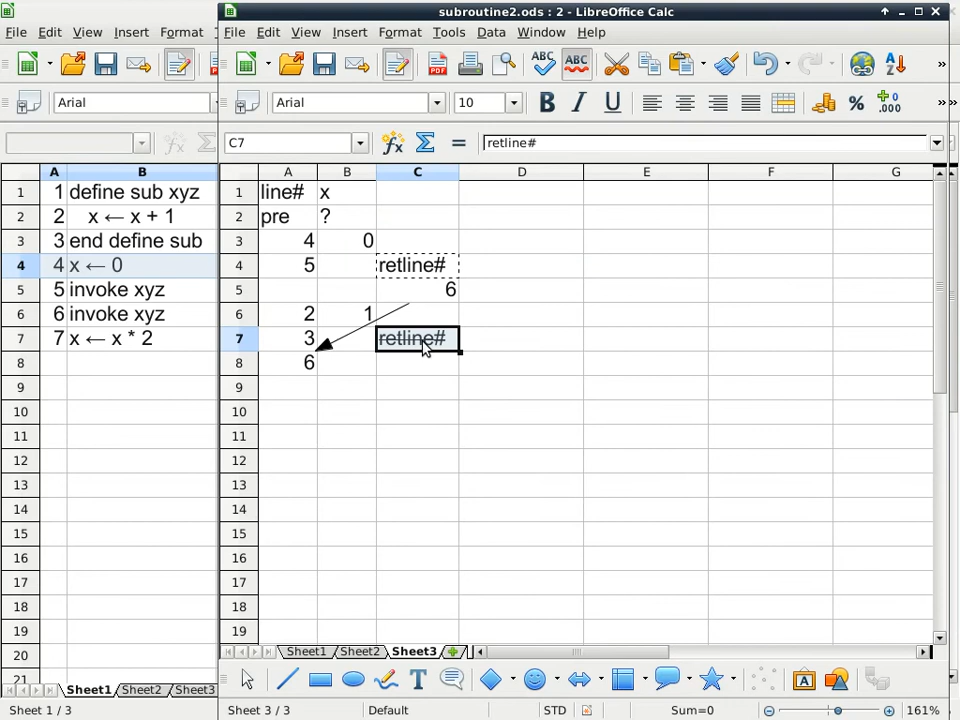 subroutine2.ods : 2 - LibreOffice Calc
File Edit View Insert Format
File Edit View Insert Format Tools Data Window Help
Arial
Arial 10
C7 retline#
A B
1 1 define sub xyz
2 2 x ← x + 1
3 3 end define sub
4 4 x ← 0
5 5 invoke xyz
6 6 invoke xyz
7 7 x ← x * 2
8
9
10
11
12
13
14
15
16
17
18
19
20
21
A B C D E F G
1 line# x
2 pre ?
3 4 0
4 5 retline#
5 6
6 2 1
7 3 retline#
8 6
9
10
11
12
13
14
15
16
17
18
19
Sheet1 Sheet2 Sheet3
Sheet1 Sheet2 Sheet3
Sheet 1 / 3
Sheet 3 / 3 Default STD Sum=0 161%